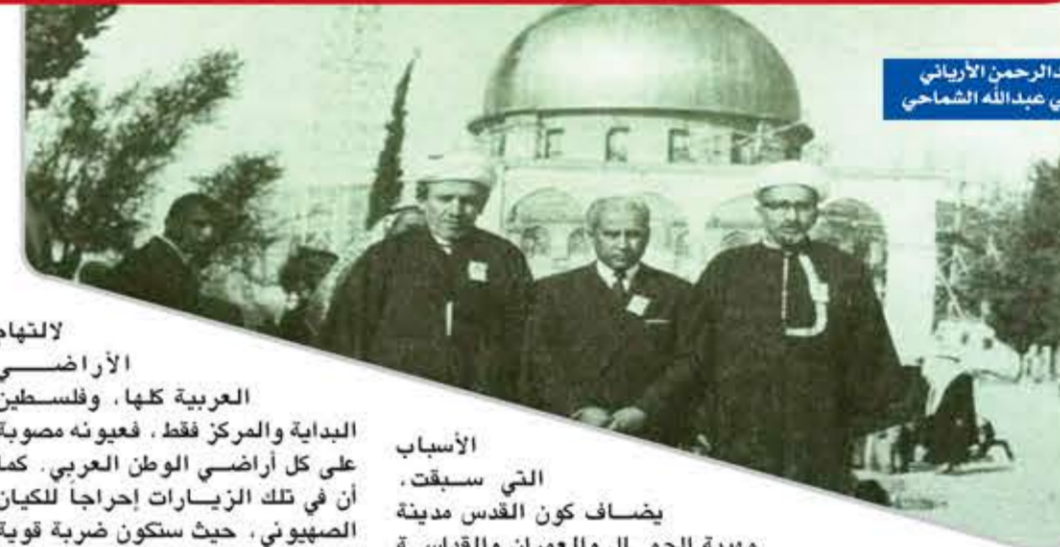 دالرحمن الأرياني
ي عبدالله الشماحي
الأسباب
التي سبقت،
يضاف كون القدس مدينة
لالتهام
الأراضي
العربية كلها، وفلسطين
البداية والمركز فقط، فعيونه مصوبة
على كل أراضي الوطن العربي. كما
أن في تلك الزيارات إحراجاً للكيان
الصهيوني، حيث ستكون ضربة قوية